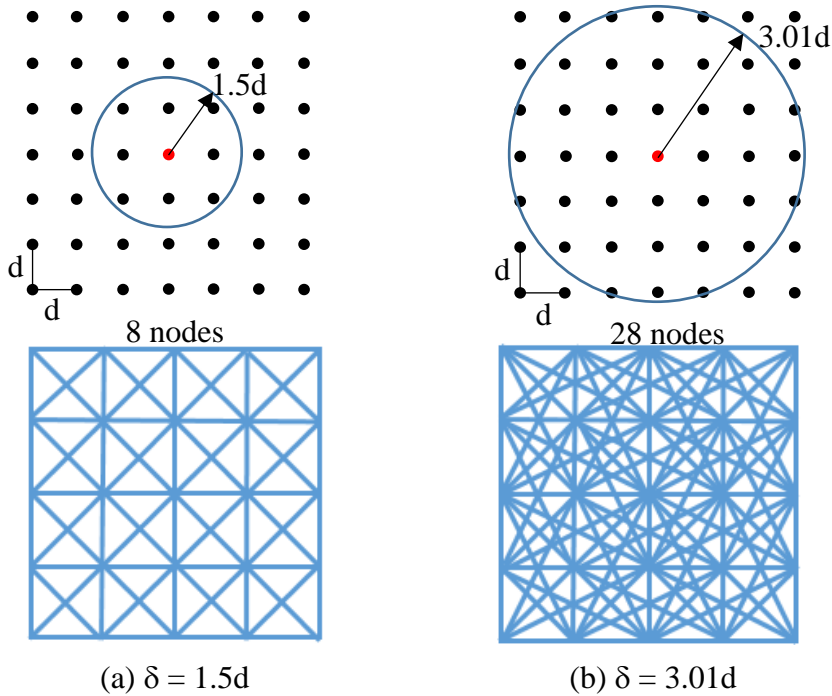 1.5d
d
d
8 nodes
(a) δ = 1.5d
3.01d
d
d
28 nodes
(b) δ = 3.01d